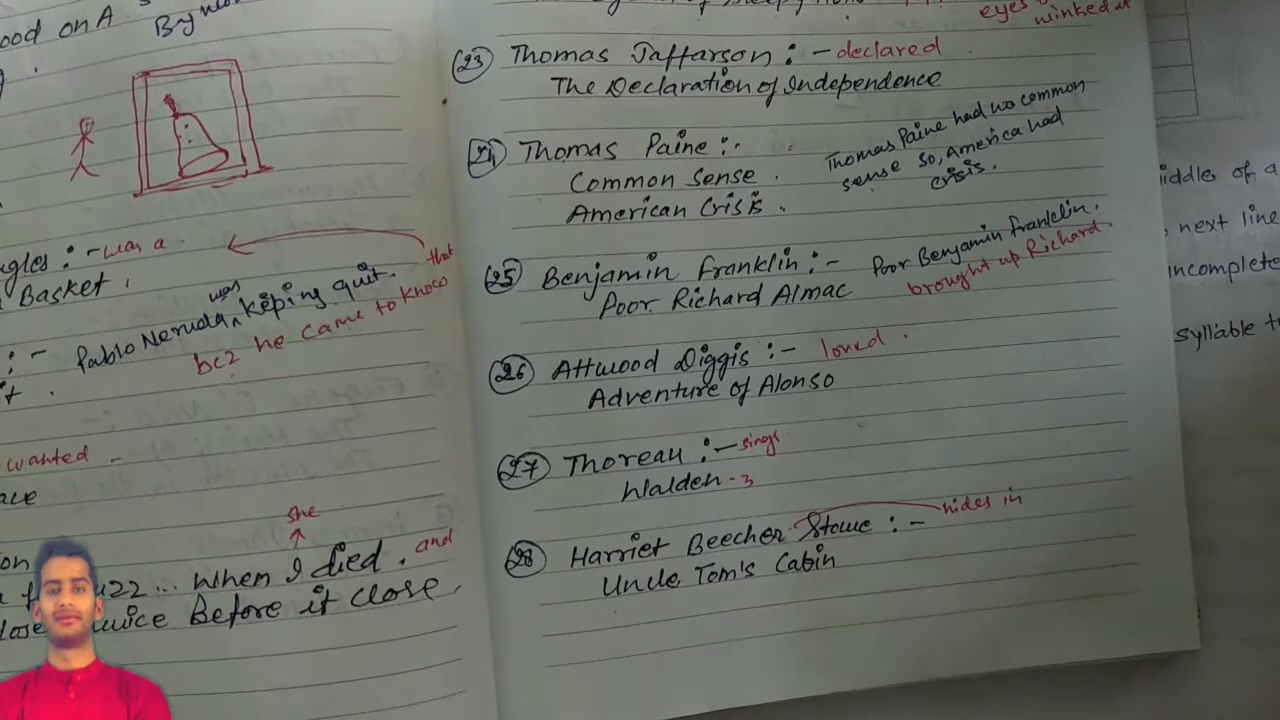 ood on A
By
gles :- was a
Basket.
:- Pablo Neruda, was keping quit. that
bcz he came to know
wanted -
ace
she
on
u22... when I died. and
lose Twice Before it close.
eyes
winked at
(23) Thomas Jaffarson :- declared.
The Declaration of Independence
(24) Thomas Paine :-
Common Sense.
American Crisis.
Thomas Paine had no common
sense so, America had
crisis.
(25) Benjamin Franklin :-
Poor Richard Almac
Poor Benjamin franklin.
brought up Richard.
(26) Attwood Diggis :- loved.
Adventure of Alonso
(27) Thoreau :- sings
Walden - 3
(28) Harriet Beecher Stowe :- hides in
Uncle Tom's Cabin
iddles of a
, next line
incomplete
syllable t